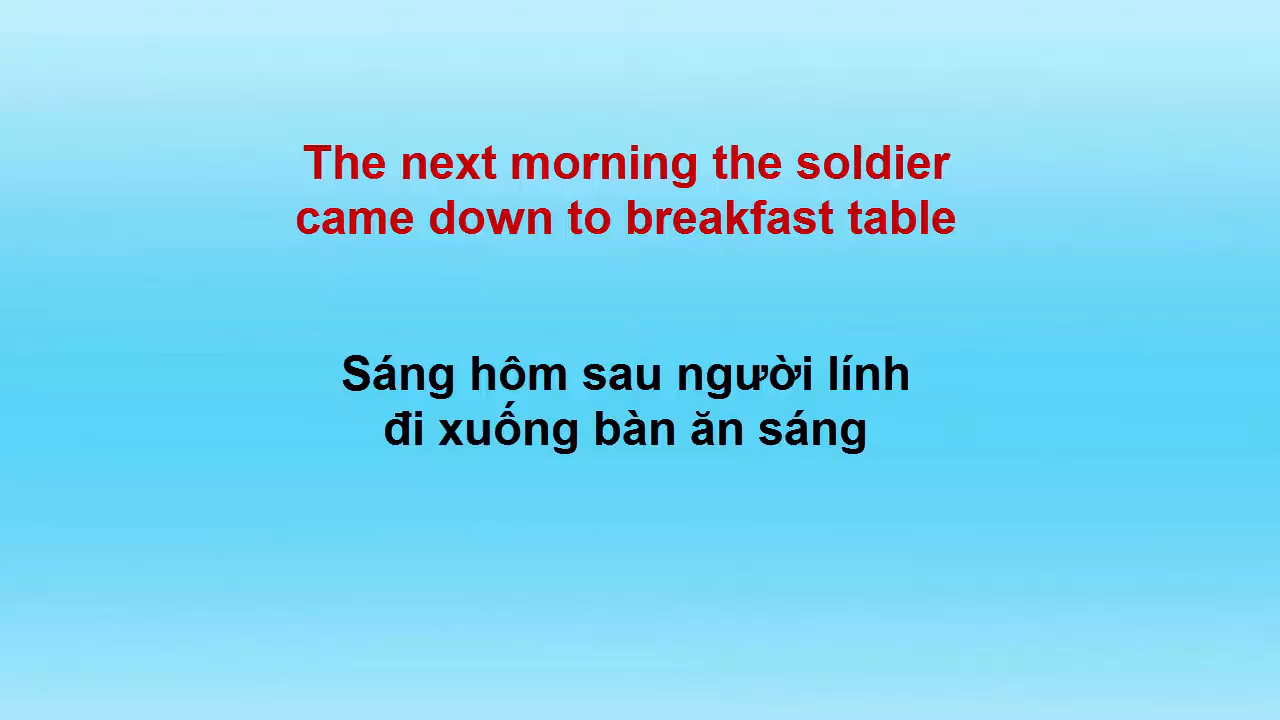 The next morning the soldier
came down to breakfast table
Sáng hôm sau người lính
đi xuống bàn ăn sáng